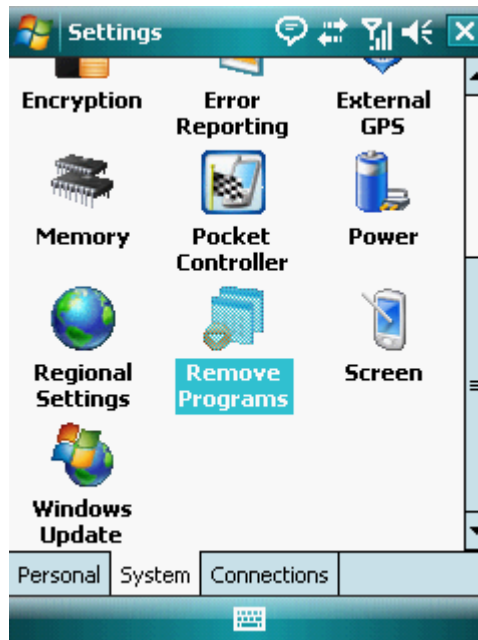 Settings
Encryption
Error
Reporting
External
GPS
Memory
Pocket
Controller
Power
Regional
Settings
Remove
Programs
Screen
Windows
Update
Personal System Connections